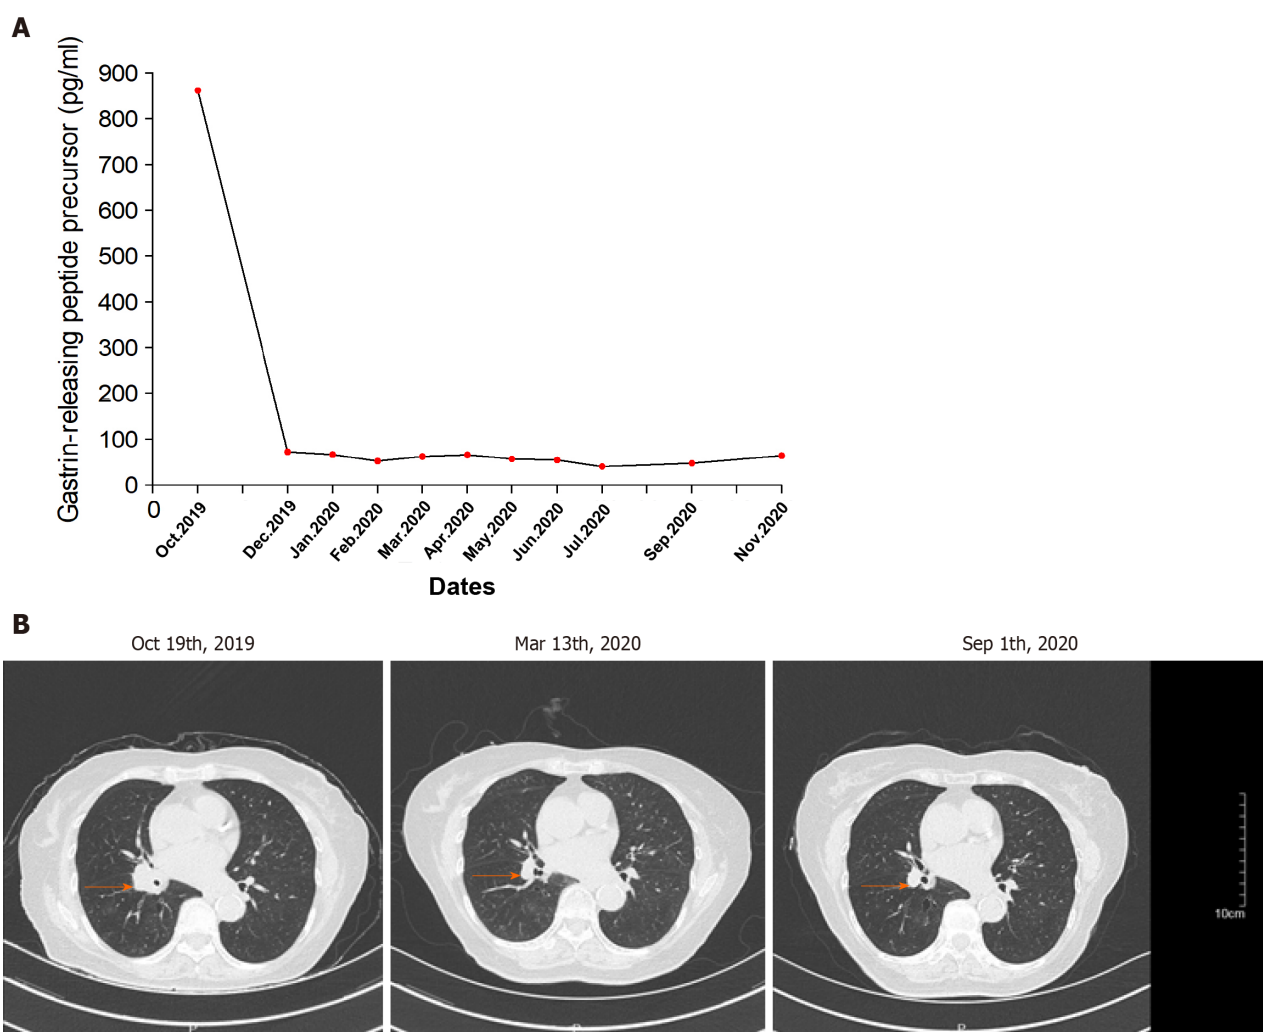 A
Gastrin-releasing peptide precursor (pg/ml)
900
800
700
600
500
400
300
200
100
0
0
Oct.2019
Dec.2019
Jan.2020
Feb.2020
Mar.2020
Apr.2020
May.2020
Jun.2020
Jul.2020
Sep.2020
Nov.2020
Dates
B
Oct 19th, 2019
Mar 13th, 2020
Sep 1th, 2020
10cm